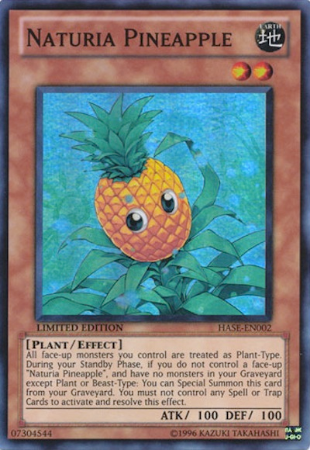 NATURIA PINEAPPLE
EARTH
地
LIMITED EDITION HASE-EN002
[PLANT / EFFECT]
All face-up monsters you control are treated as Plant-Type.
During your Standby Phase, if you do not control a face-up
"Naturia Pineapple", and have no monsters in your Graveyard
except Plant or Beast-Type: You can Special Summon this card
from your Graveyard. You must not control any Spell or Trap
Cards to activate and resolve this effect.
ATK/ 100 DEF/ 100
07304544 ©1996 KAZUKI TAKAHASHI